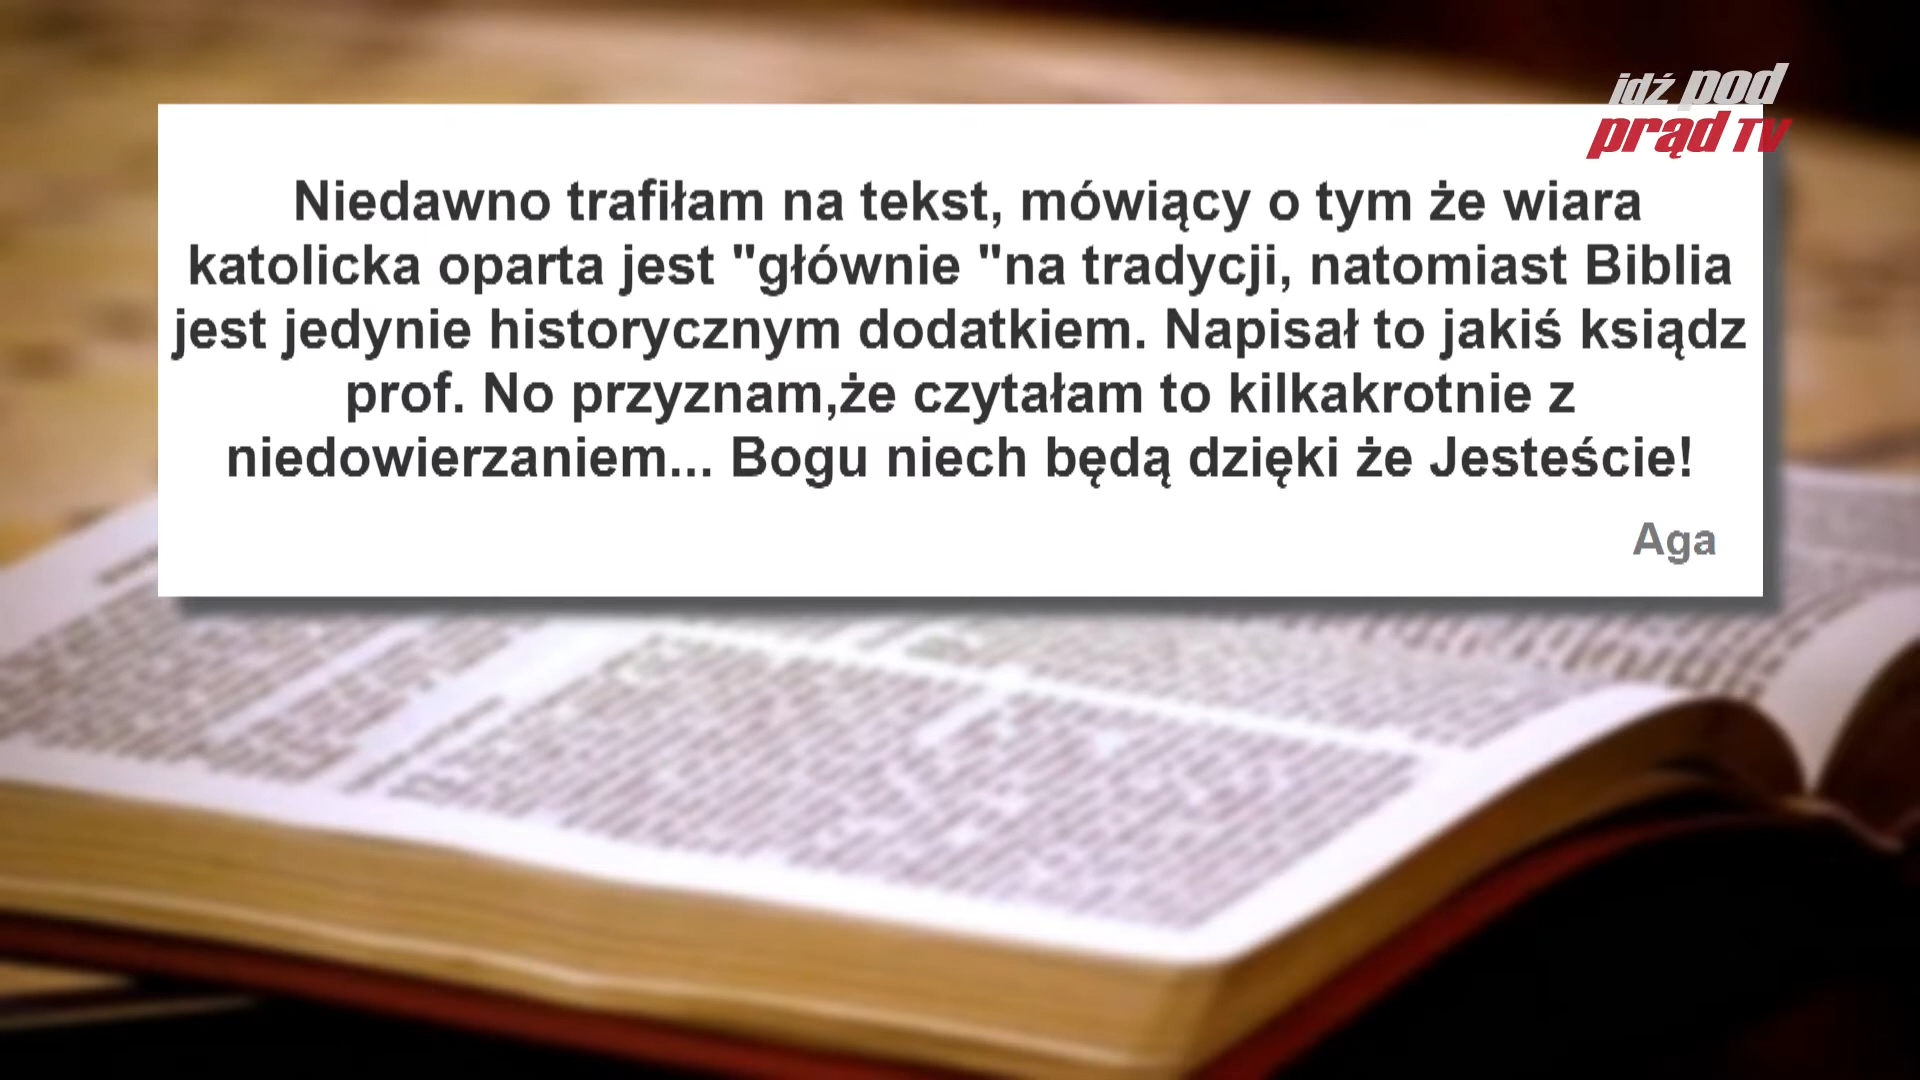 idź pod
prąd TV
Niedawno trafiłam na tekst, mówiący o tym że wiara
katolicka oparta jest "głównie "na tradycji, natomiast Biblia
jest jedynie historycznym dodatkiem. Napisał to jakiś ksiądz
prof. No przyznam,że czytałam to kilkakrotnie z
niedowierzaniem... Bogu niech będą dzięki że Jesteście!
Aga